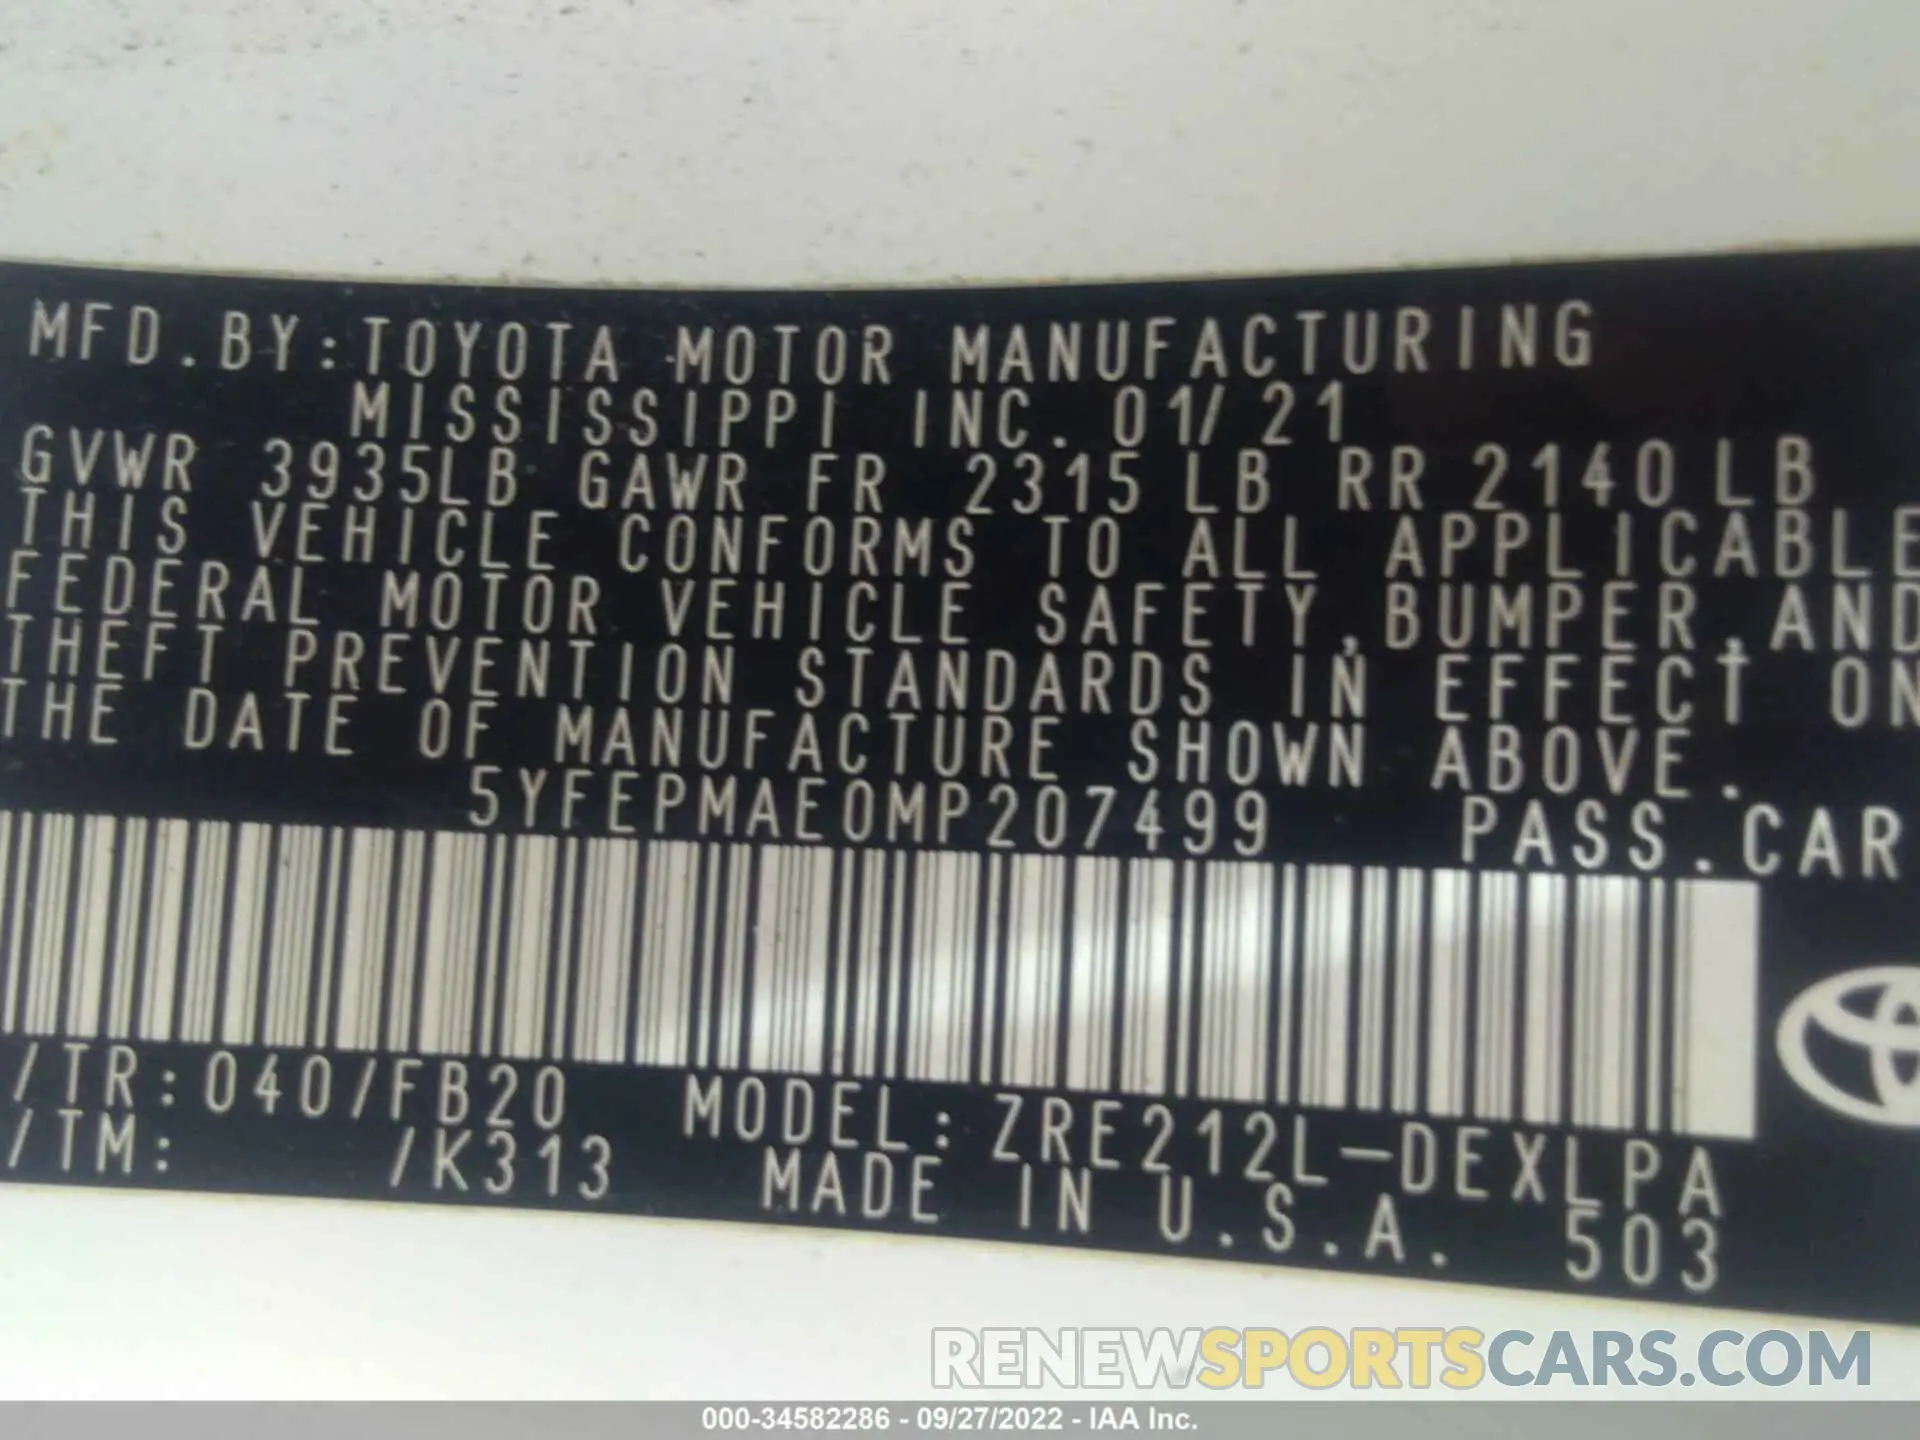 MFD.BY:TOYOTA MOTOR MANUFACTURING
MISSISSIPPI INC. 01/21
GVWR 3935LB GAWR FR 2315LB RR 2140LB
THIS VEHICLE CONFORMS TO ALL APPLICABLE
FEDERAL MOTOR VEHICLE SAFETY,BUMPER,AND
THEFT PREVENTION STANDARDS IN EFFECT ON
THE DATE OF MANUFACTURE SHOWN ABOVE.
5YFEPMAE0MP207499 PASS.CAR
/TR:040/FB20 MODEL:ZRE212L-DEXLPA
/TM: /K313 MADE IN U.S.A. 503
RENEWSPORTSCARS.COM
000-34582286 - 09/27/2022 - IAA Inc.